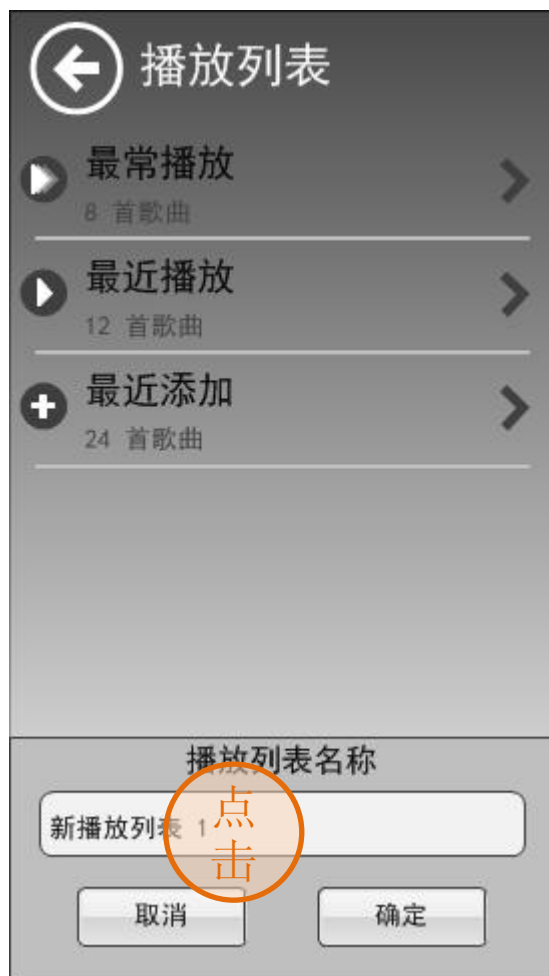 播放列表
最常播放
8 首歌曲
最近播放
12 首歌曲
最近添加
24 首歌曲
播放列表名称
新播放列表 1
点击
取消
确定